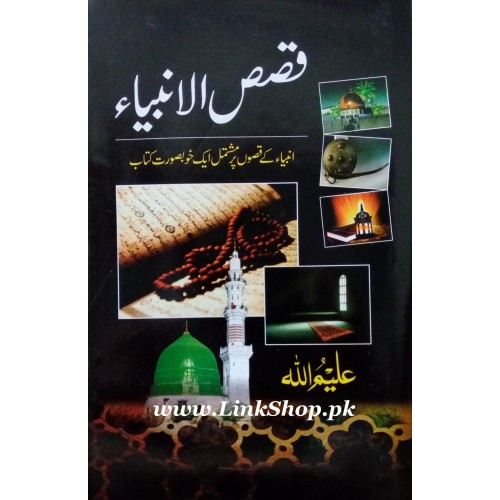 قصص الانبیاء
انبیاء کے قصوں پر مشتمل ایک خوبصورت کتاب
علیمُ اللہ
www.LinkShop.pk